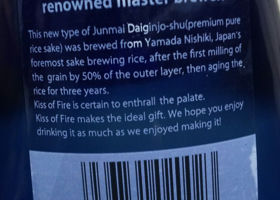 renowned master brewer
This new type of Junmai Daiginjo-shu(premium pure
rice sake) was brewed from Yamada Nishiki, Japan's
foremost sake brewing rice, after the first milling of
the grain by 50% of the outer layer, then aging the
rice for three years.
Kiss of Fire is certain to enthrall the palate.
Kiss of Fire makes the ideal gift. We hope you enjoy
drinking it as much as we enjoyed making it!